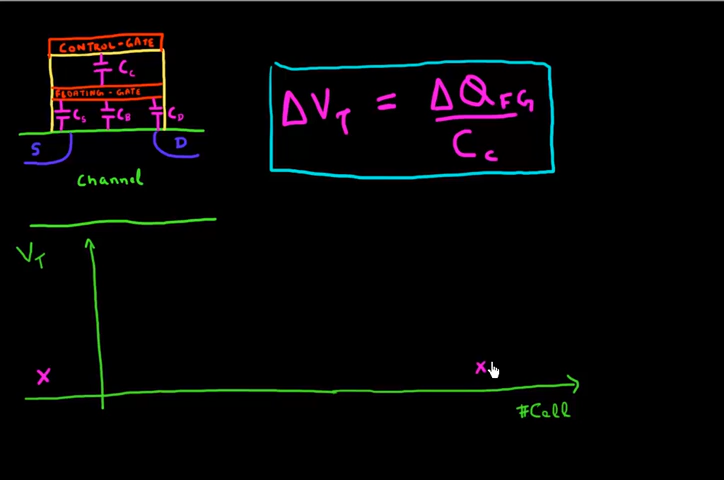 CONTROL-GATE
C_C
FLOATING-GATE
C_S C_B C_D
S D
Channel
ΔV_T = ΔQ_FG / C_C
V_T
x x
#Cell